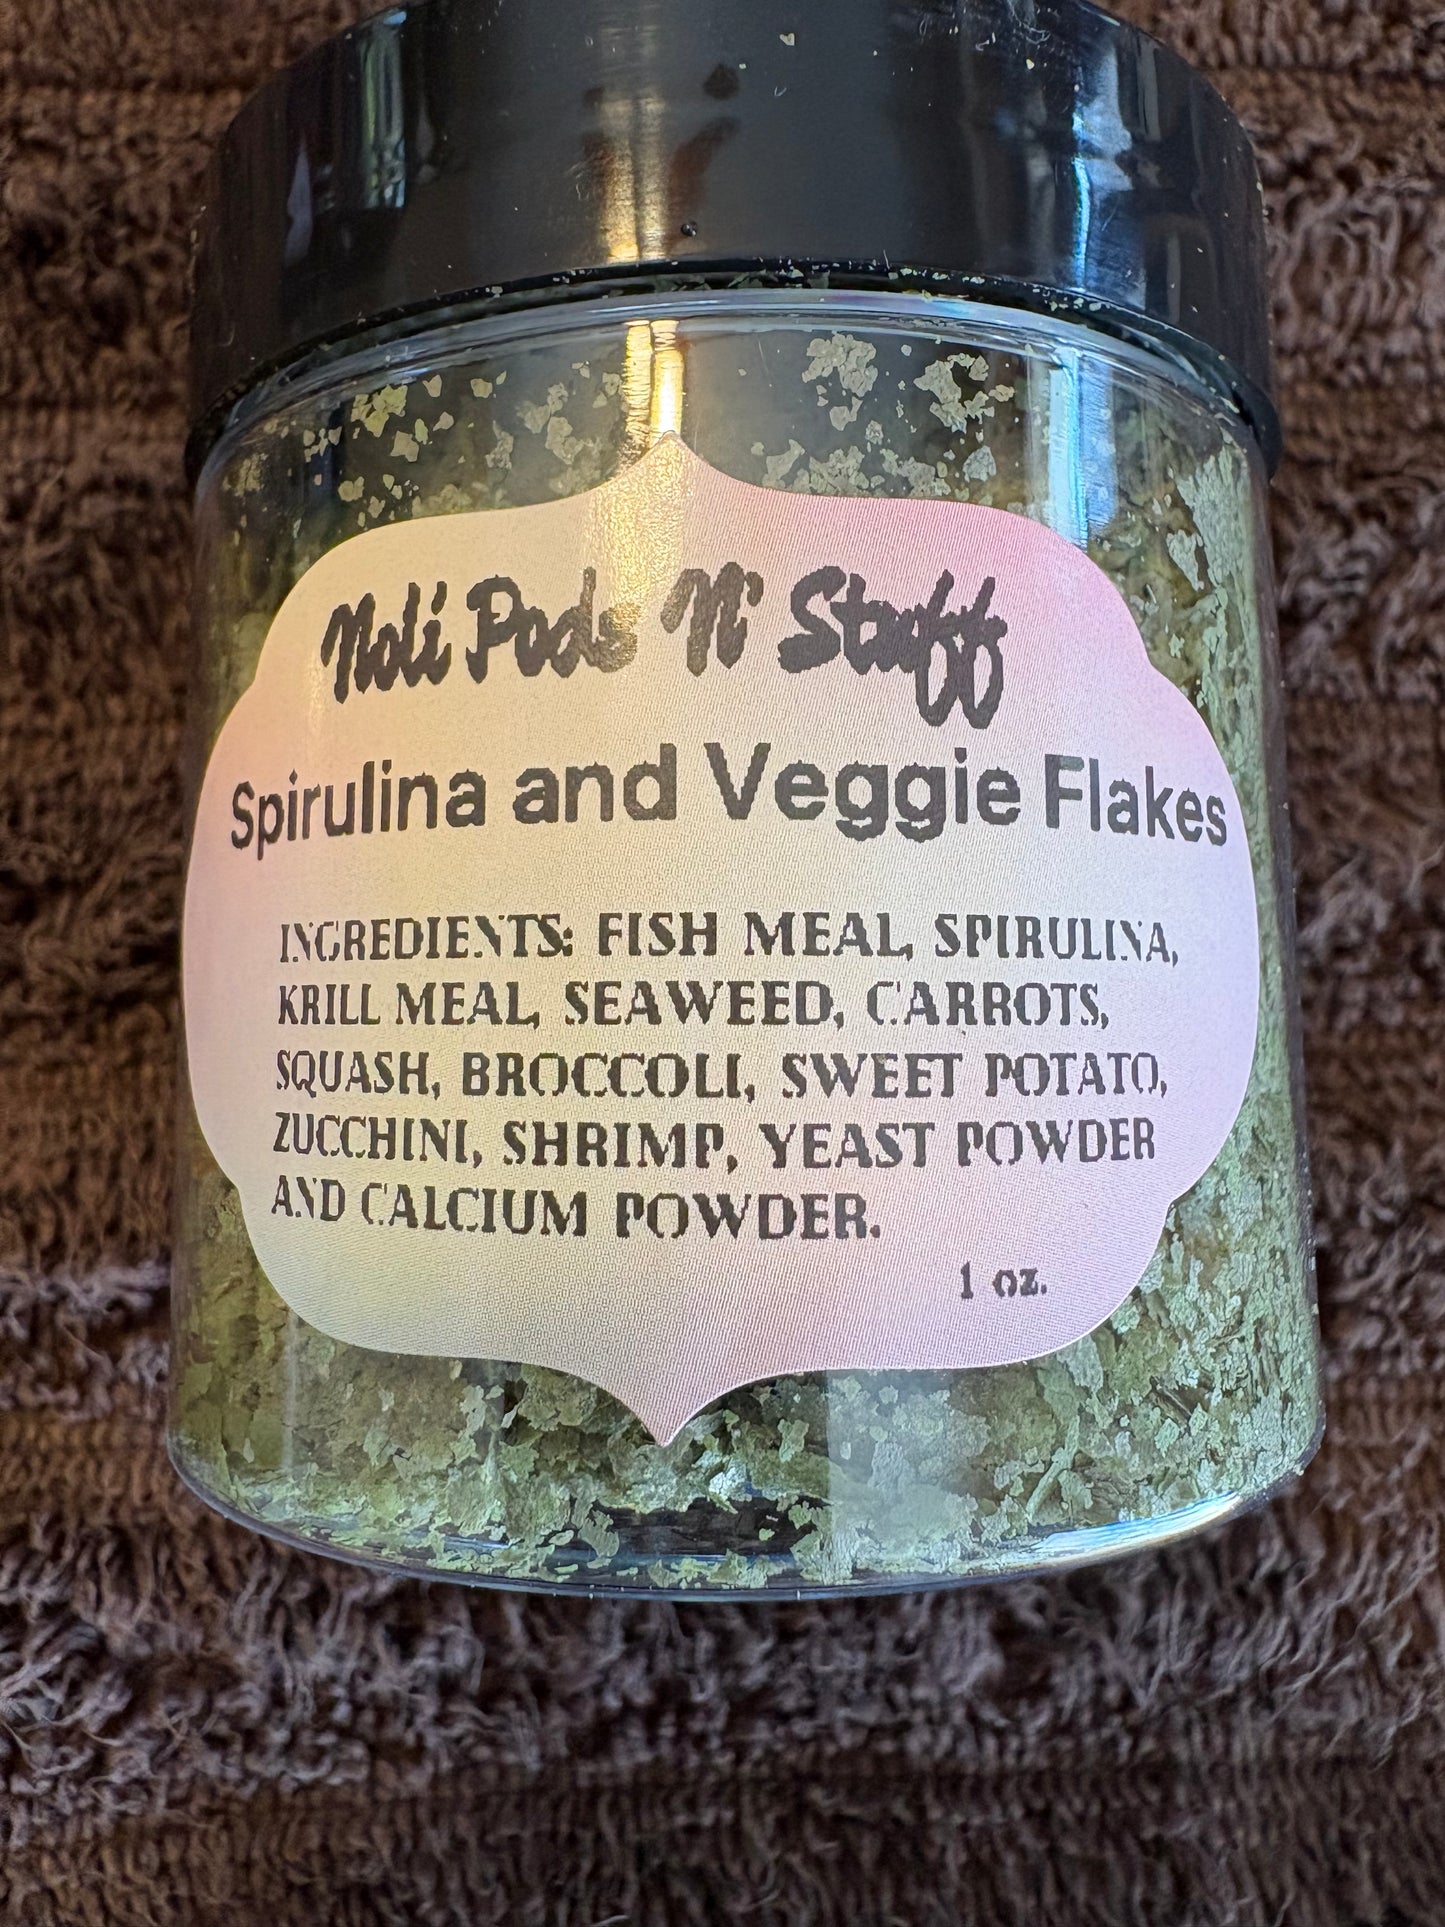 Noli Pods N' Stuff
Spirulina and Veggie Flakes
INGREDIENTS: FISH MEAL, SPIRULINA,
KRILL MEAL, SEAWEED, CARROTS,
SQUASH, BROCCOLI, SWEET POTATO,
ZUCCHINI, SHRIMP, YEAST POWDER
AND CALCIUM POWDER.
1 oz.